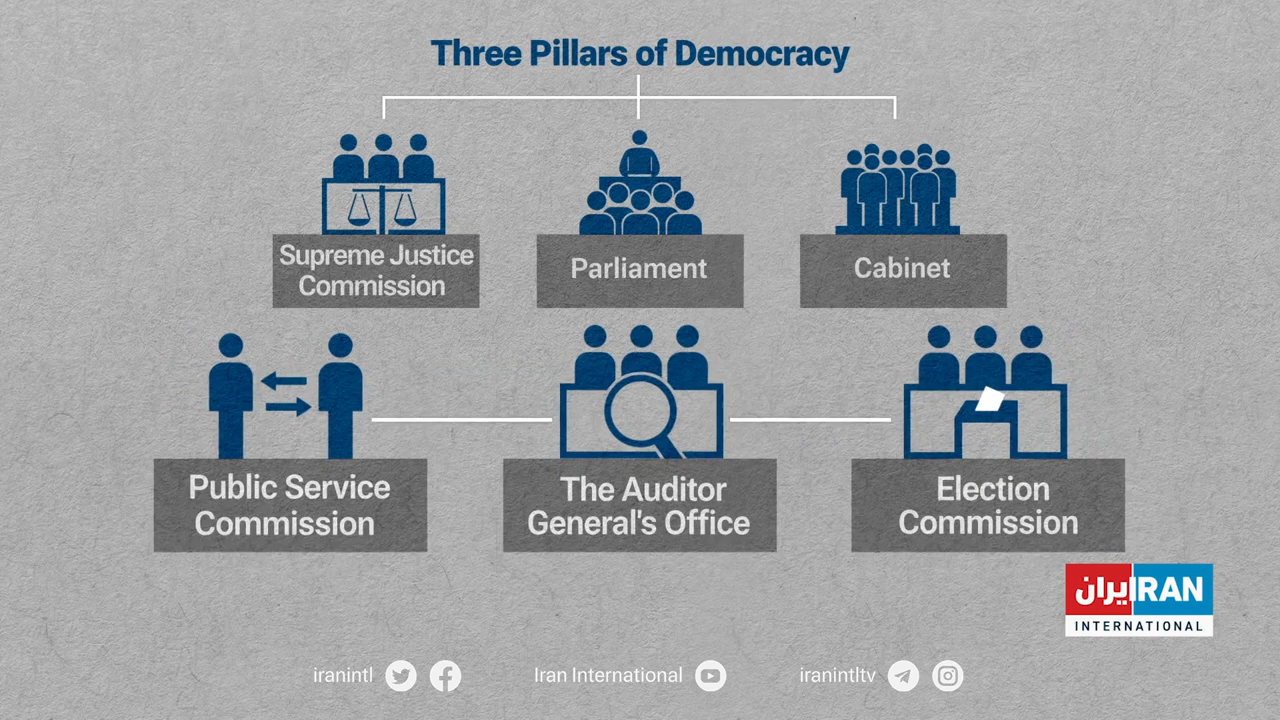 Three Pillars of Democracy
Supreme Justice
Commission
Parliament
Cabinet
Public Service
Commission
The Auditor
General's Office
Election
Commission
ایران IRAN
INTERNATIONAL
iranintl
Iran International
iranintltv